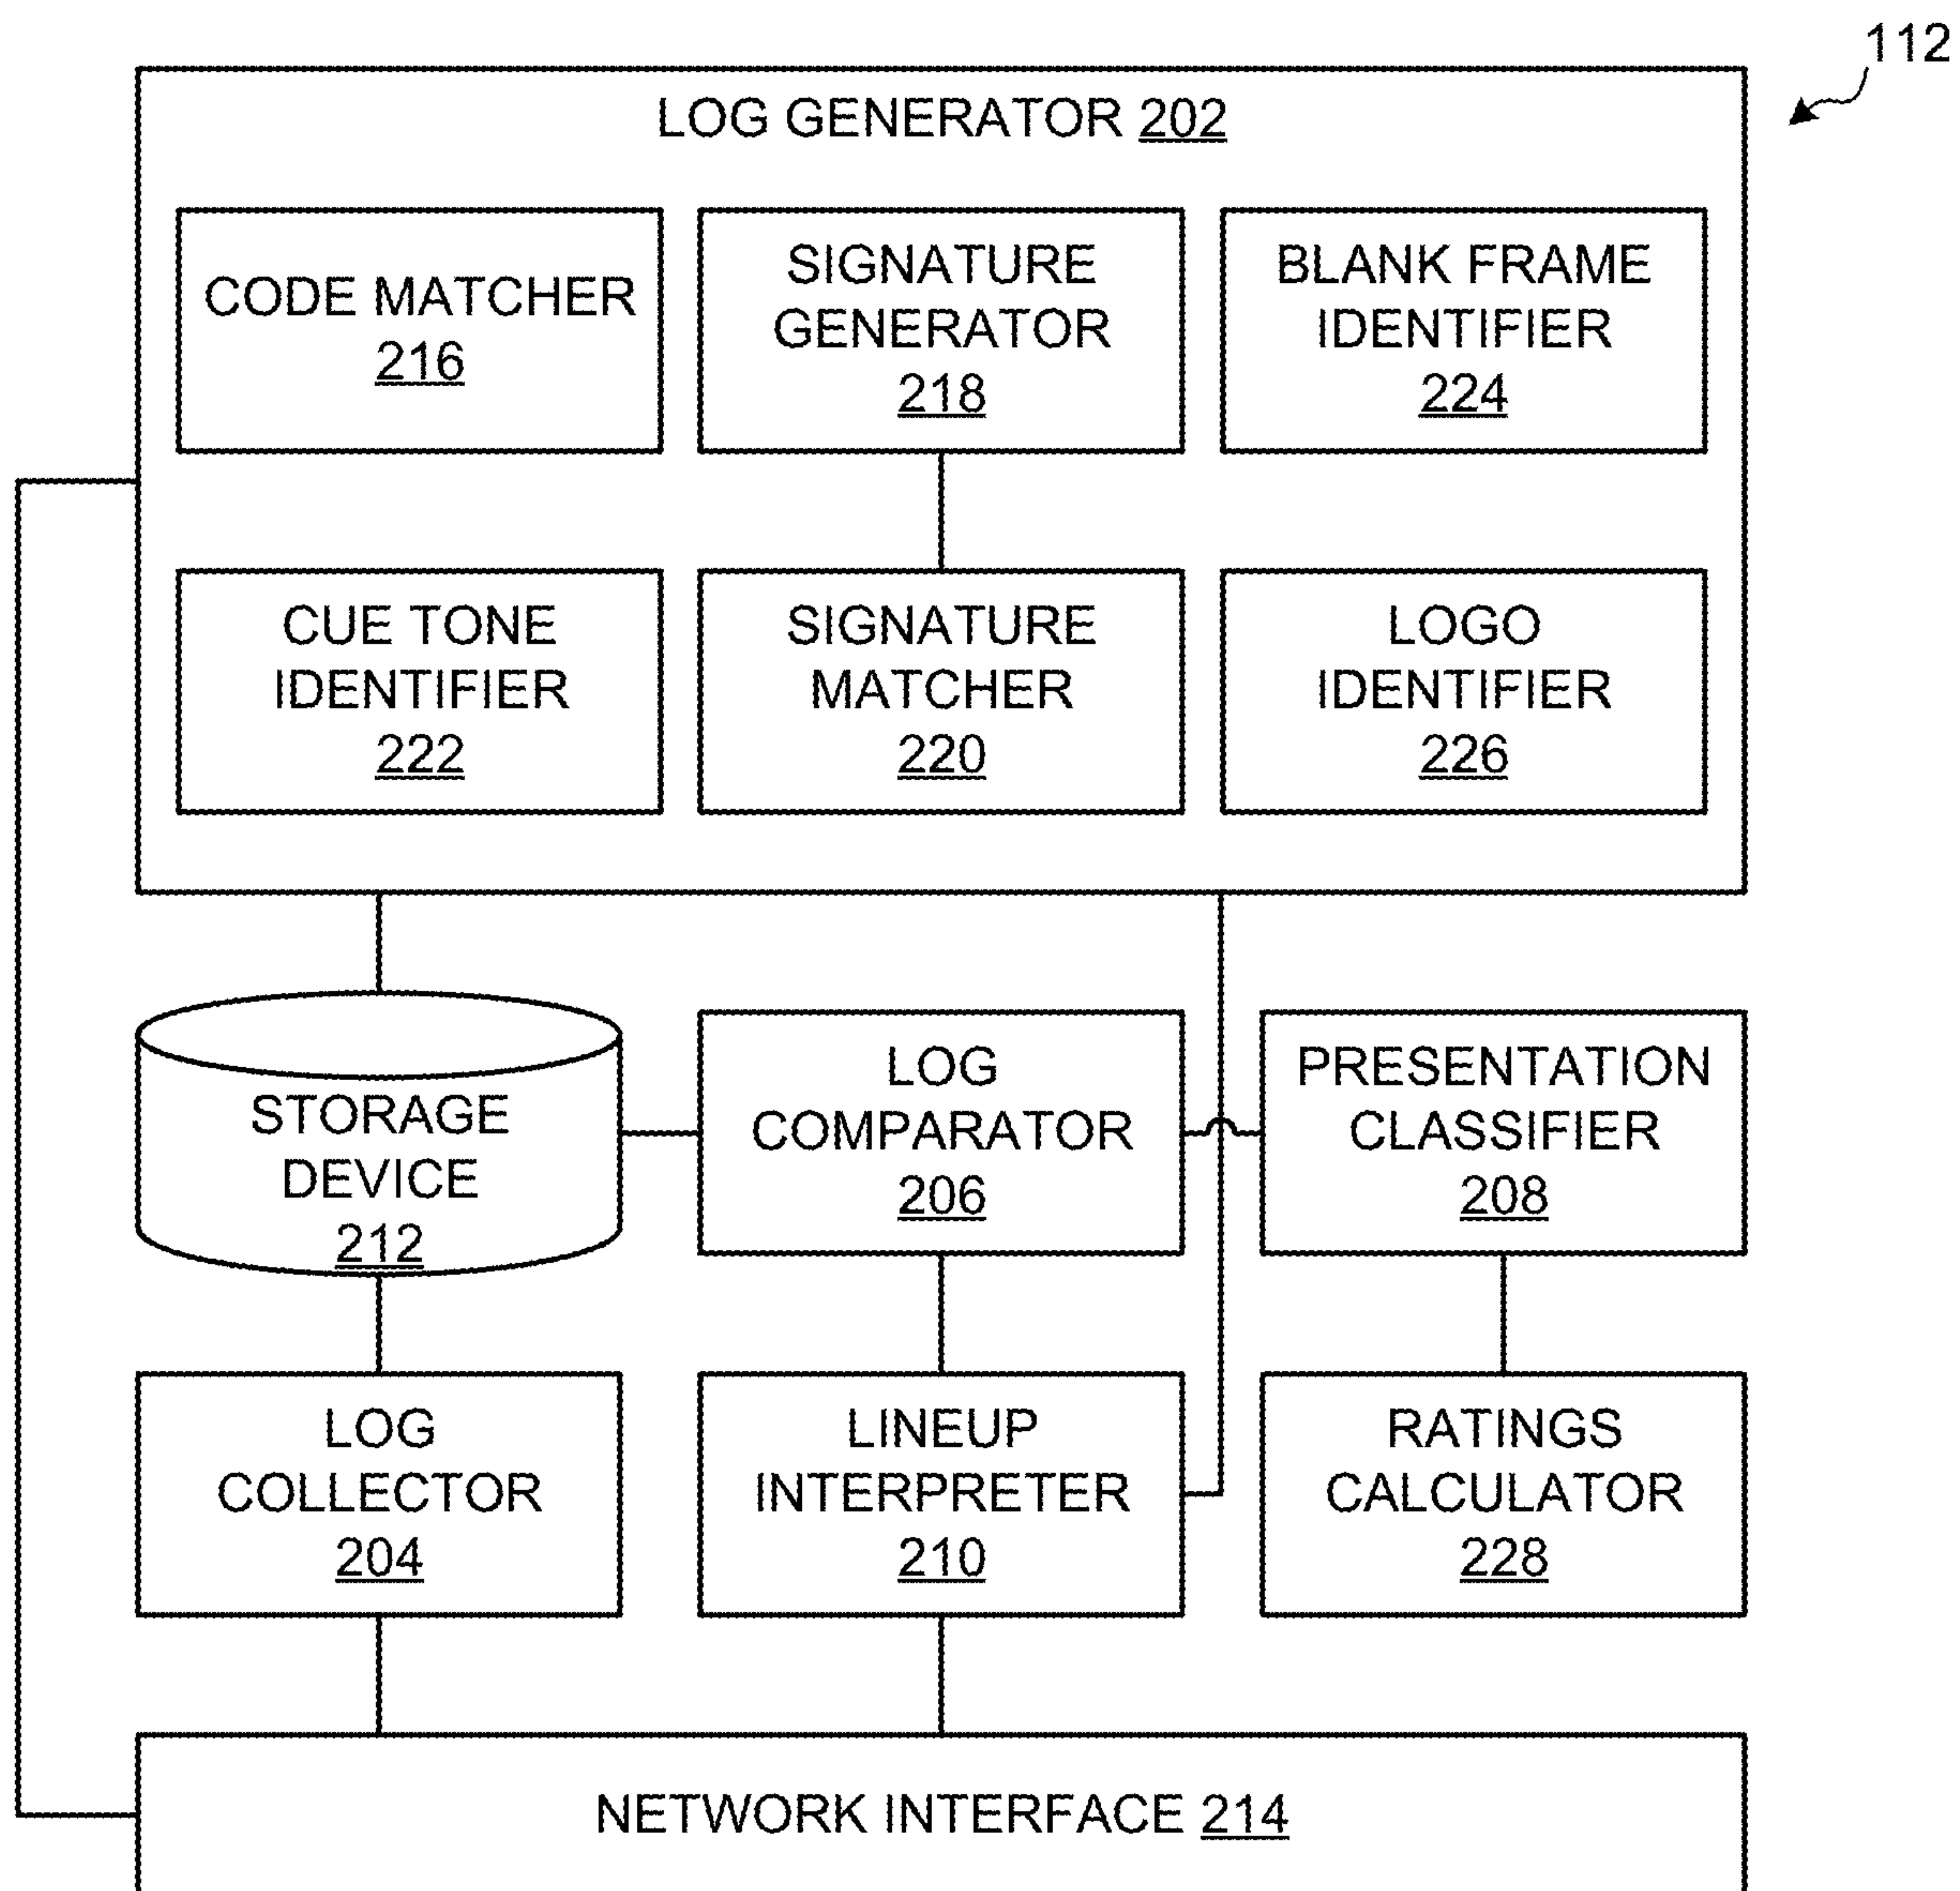 112
LOG GENERATOR 202
CODE MATCHER
216
SIGNATURE
GENERATOR
218
BLANK FRAME
IDENTIFIER
224
CUE TONE
IDENTIFIER
222
SIGNATURE
MATCHER
220
LOGO
IDENTIFIER
226
STORAGE
DEVICE
212
LOG
COMPARATOR
206
PRESENTATION
CLASSIFIER
208
LOG
COLLECTOR
204
LINEUP
INTERPRETER
210
RATINGS
CALCULATOR
228
NETWORK INTERFACE 214